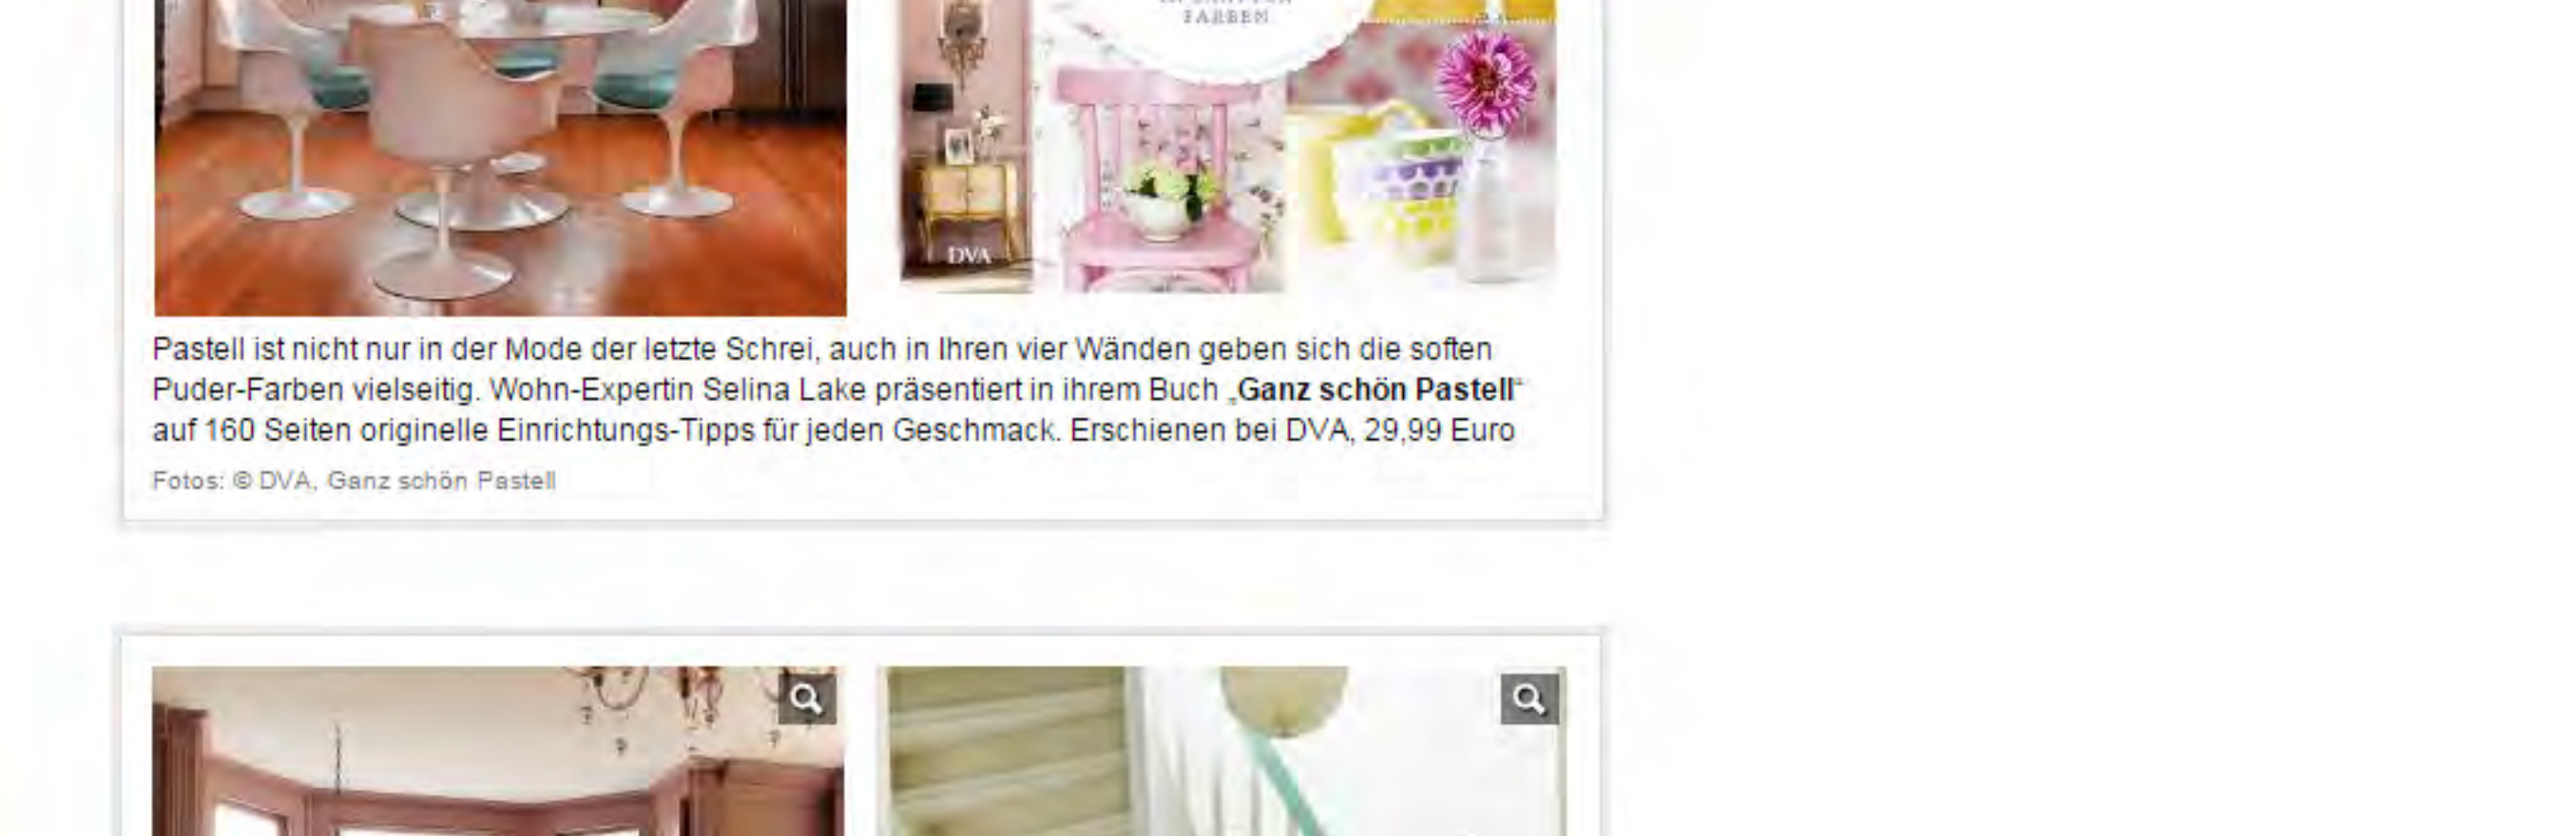 FARBEN
DVA
Pastell ist nicht nur in der Mode der letzte Schrei, auch in Ihren vier Wänden geben sich die soften
Puder-Farben vielseitig. Wohn-Expertin Selina Lake präsentiert in ihrem Buch „Ganz schön Pastell“
auf 160 Seiten originelle Einrichtungs-Tipps für jeden Geschmack. Erschienen bei DVA, 29,99 Euro
Fotos: © DVA, Ganz schön Pastell